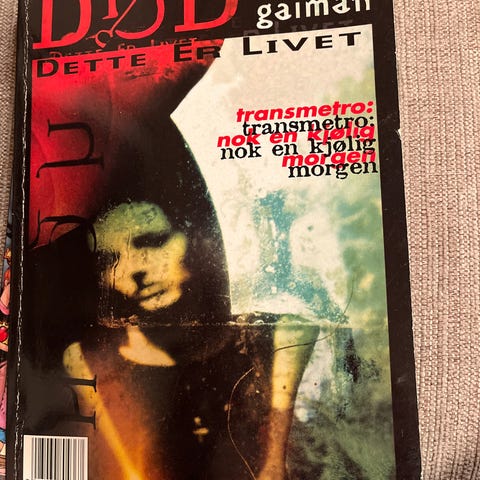 DØD
gaiman
DETTE ER LIVET
transmetro:
nok en kjølig
morgen
transmetro:
nok en kjølig
morgen